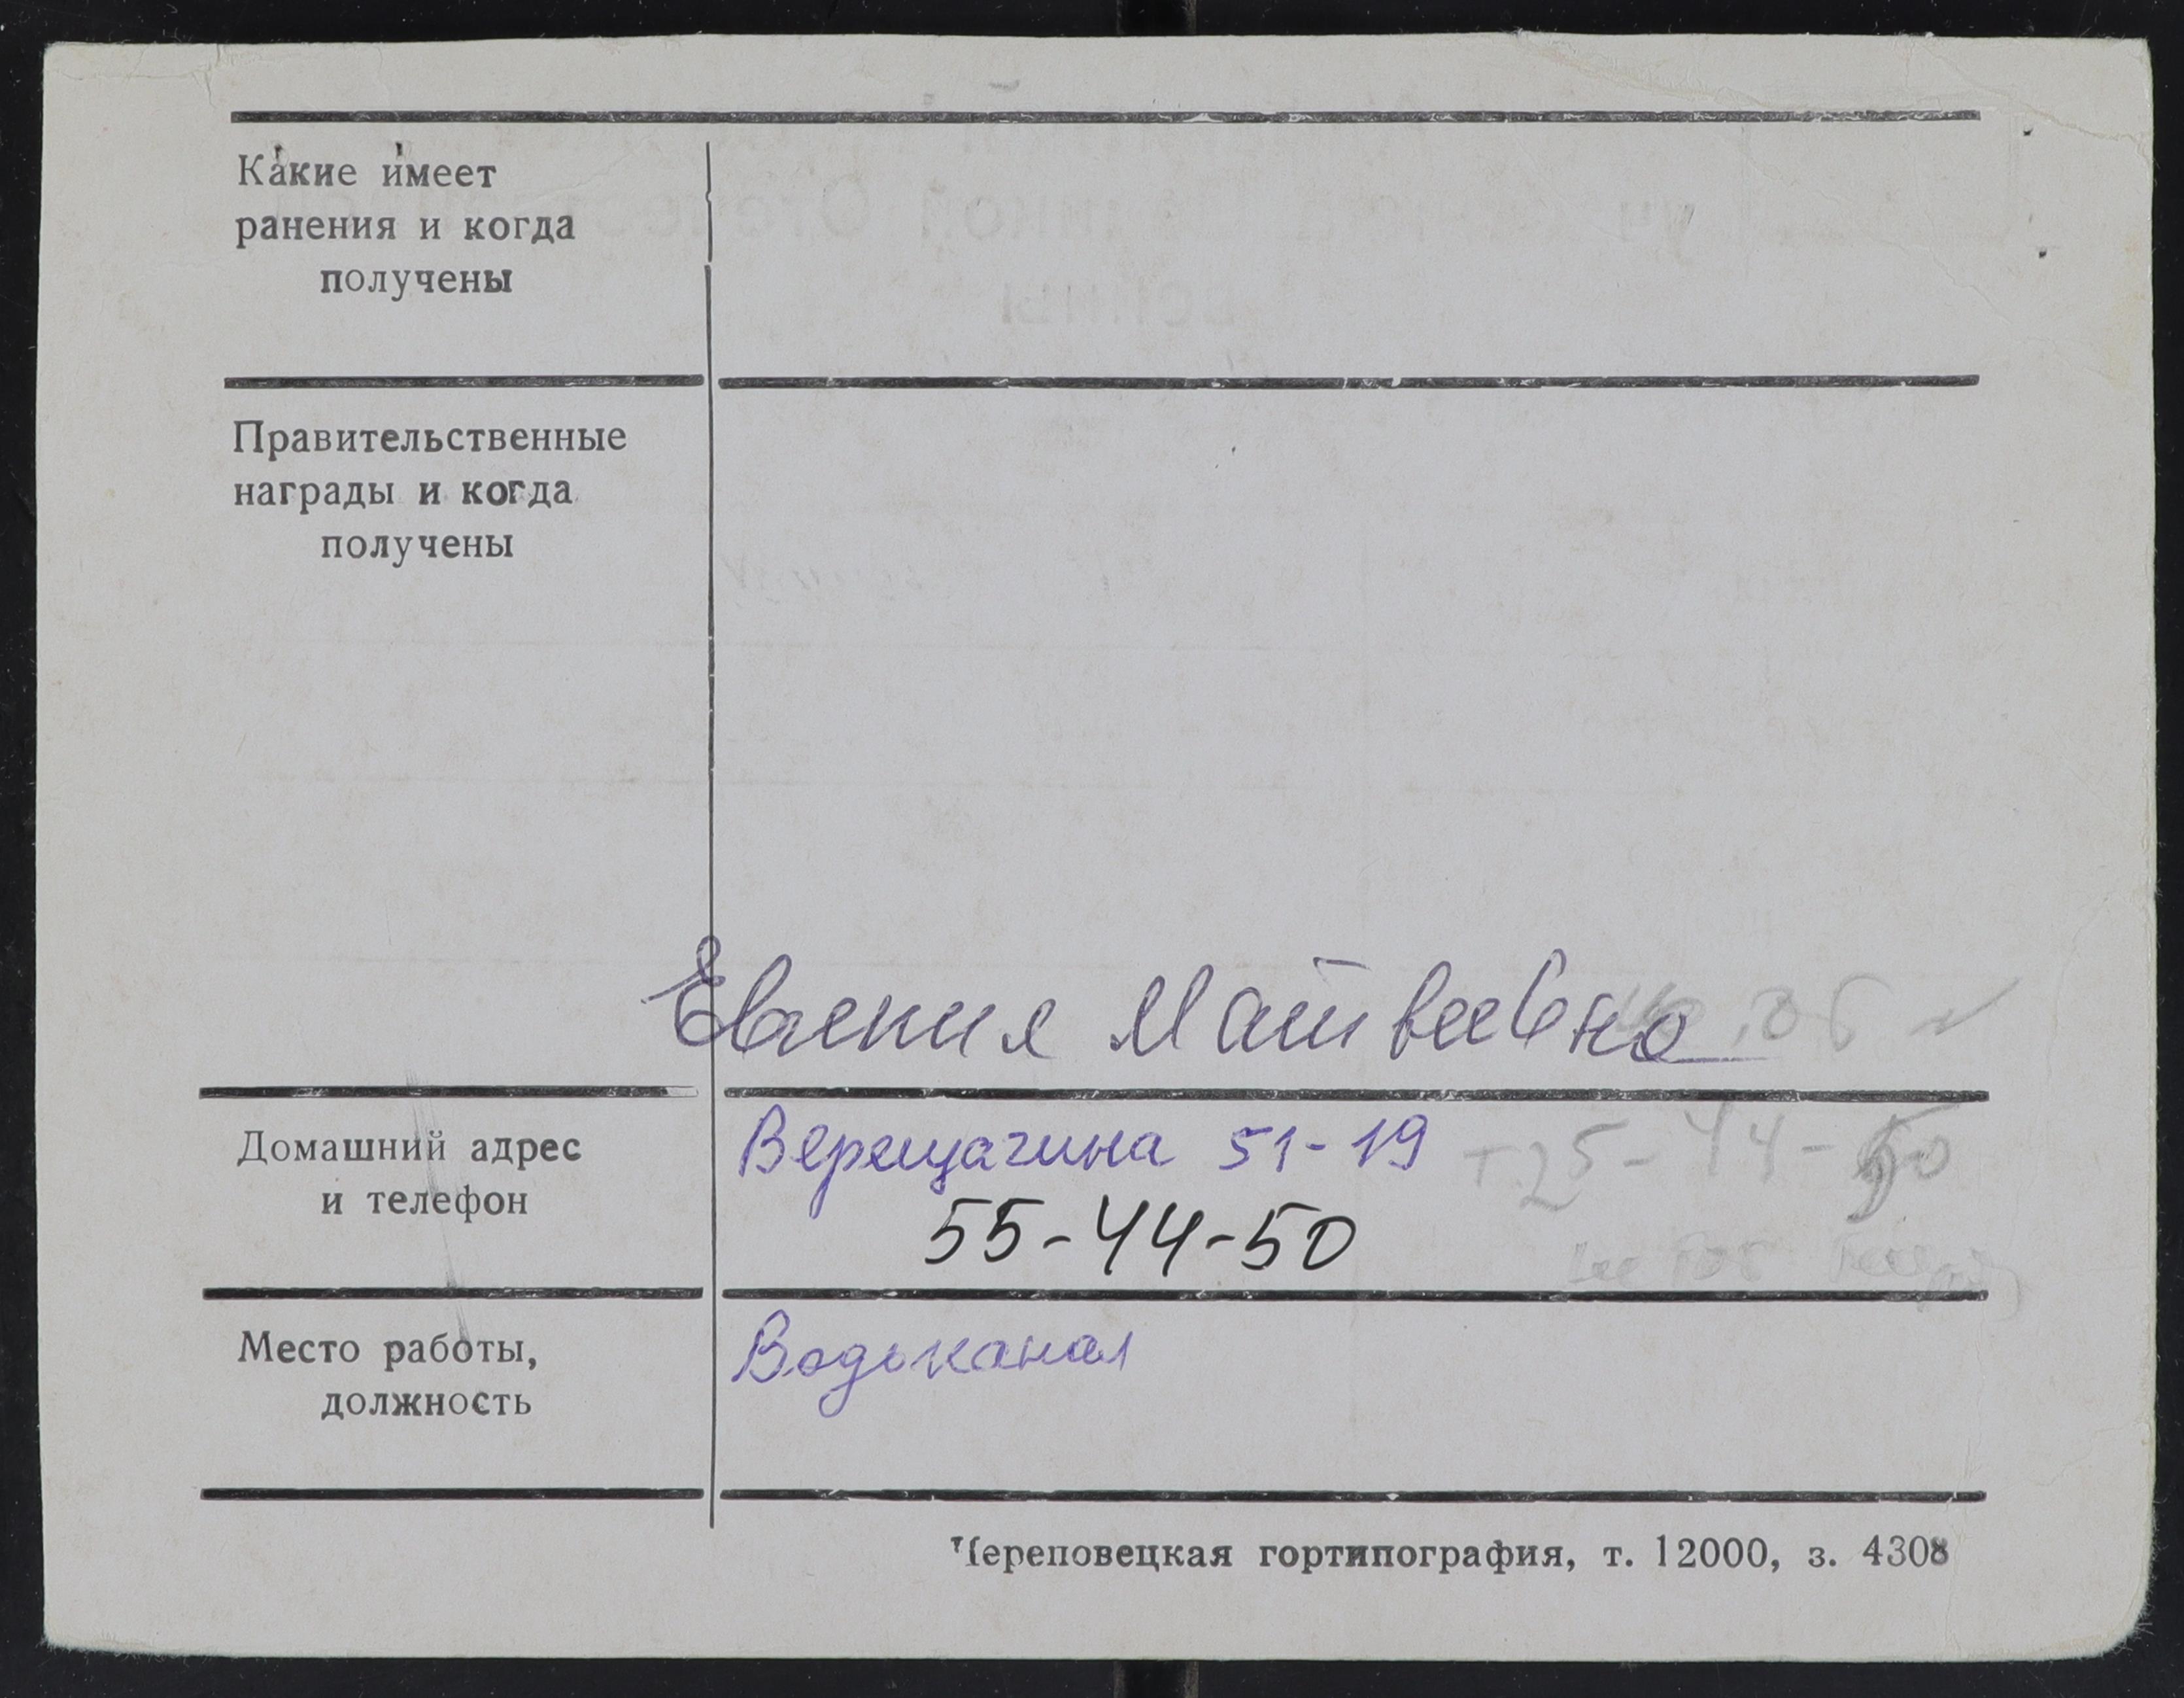 Какие имеет
ранения и когда
получены
Правительственные
награды и когда
получены
Евгения Матвеевна
Домашний адрес
и телефон
Верещагина 51-19 т.25-44-50
55-44-50
Место работы,
должность
Водоканал
Череповецкая гортипография, т. 12000, з. 4308